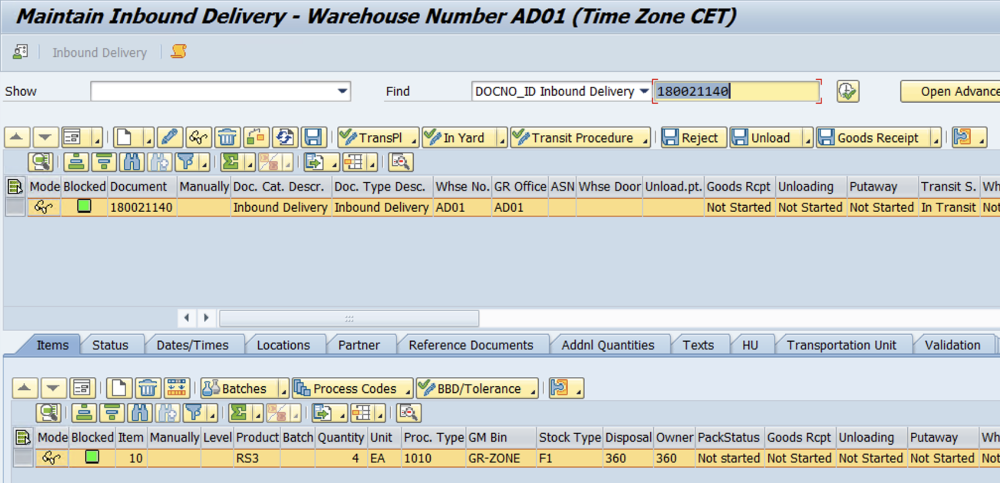 Maintain Inbound Delivery - Warehouse Number AD01 (Time Zone CET)
Inbound Delivery
Show Find DOCNO_ID Inbound Delivery 180021140 Open Advance
TransPl In Yard Transit Procedure Reject Unload Goods Receipt
Mode Blocked Document Manually Doc. Cat. Descr. Doc. Type Desc. Whse No. GR Office ASN Whse Door Unload.pt. Goods Rcpt Unloading Putaway Transit S. Wh
180021140 Inbound Delivery Inbound Delivery AD01 AD01 Not Started Not Started Not Started In Transit Not
Items Status Dates/Times Locations Partner Reference Documents Addnl Quantities Texts HU Transportation Unit Validation
Batches Process Codes BBD/Tolerance
Mode Blocked Item Manually Level Product Batch Quantity Unit Proc. Type GM Bin Stock Type Disposal Owner PackStatus Goods Rcpt Unloading Putaway Wh
10 RS3 4 EA 1010 GR-ZONE F1 360 360 Not started Not Started Not Started Not Started Not